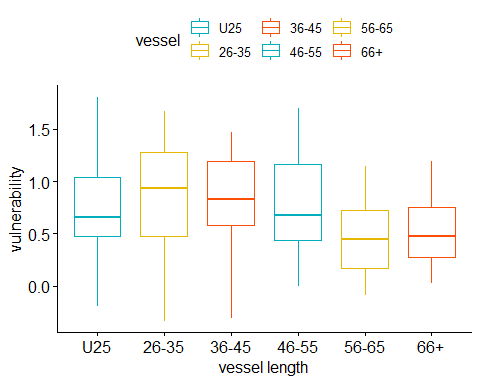 vessel U25 36-45 56-65
26-35 46-55 66+
1.5
1.0
0.5
0.0
vulnerability
U25 26-35 36-45 46-55 56-65 66+
vessel length